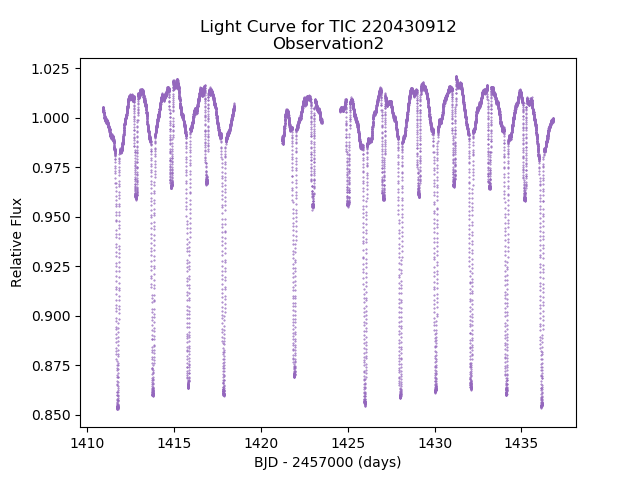 Light Curve for TIC 220430912
Observation2
1.025
1.000
0.975
0.950
0.925
0.900
0.875
0.850
Relative Flux
1410 1415 1420 1425 1430 1435
BJD - 2457000 (days)